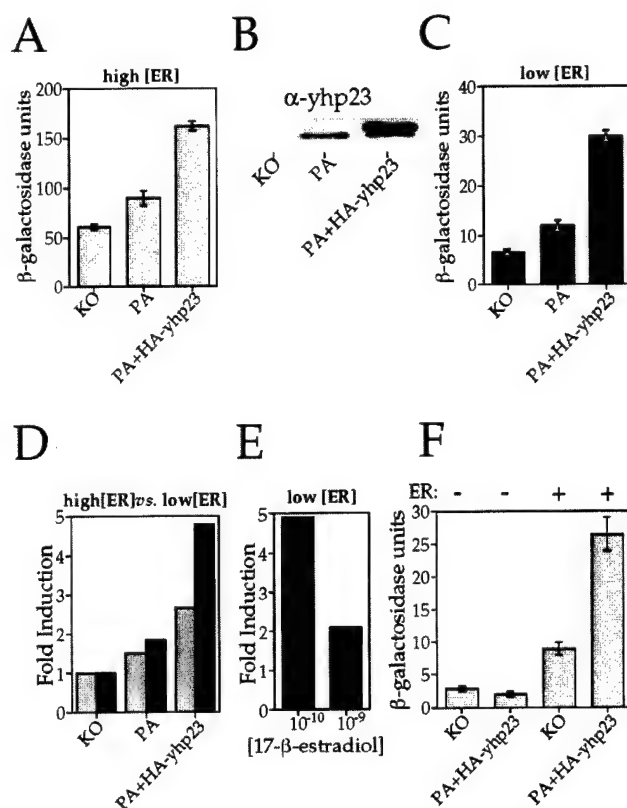 A
high [ER]
β-galactosidase units
200
150
100
50
0
KO
PA
PA+HA-yhp23
B
α-yhp23
KO
PA
PA+HA-yhp23
C
low [ER]
β-galactosidase units
40
30
20
10
0
KO
PA
PA+HA-yhp23
D
high[ER]vs. low[ER]
Fold Induction
5
4
3
2
1
0
KO
PA
PA+HA-yhp23
E
low [ER]
Fold Induction
5
4
3
2
1
0
10⁻¹⁰ 10⁻⁹
[17-β-estradiol]
F
ER: - - + +
β-galactosidase units
30
25
20
15
10
5
0
KO
PA+HA-yhp23
KO
PA+HA-yhp23